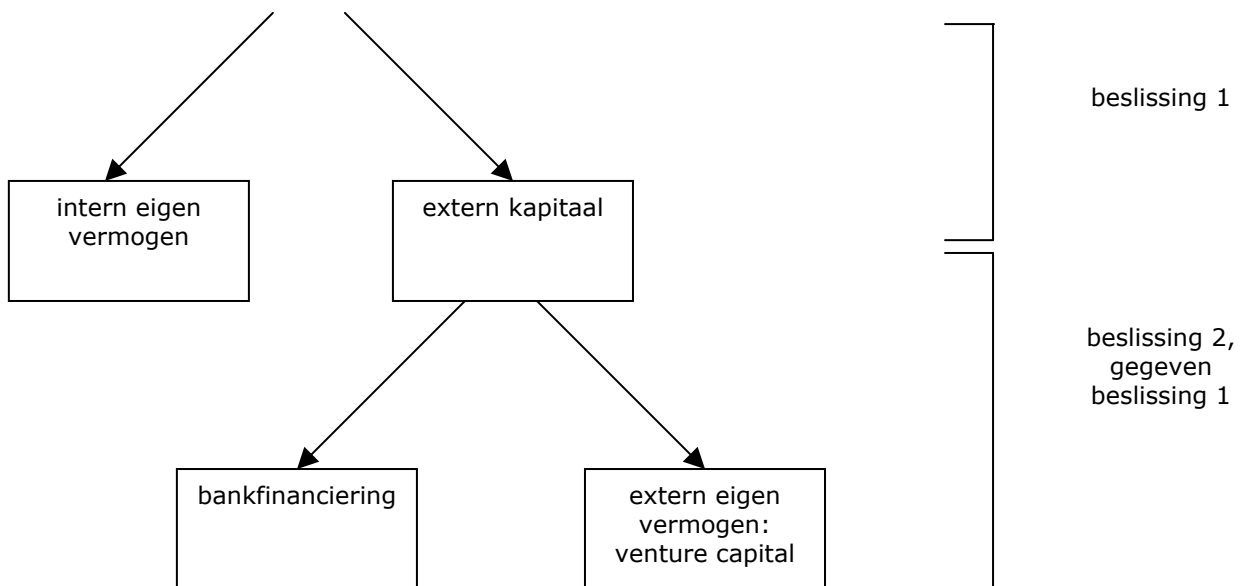 beslissing 1
intern eigen
vermogen
extern kapitaal
beslissing 2,
gegeven
beslissing 1
bankfinanciering
extern eigen
vermogen:
venture capital